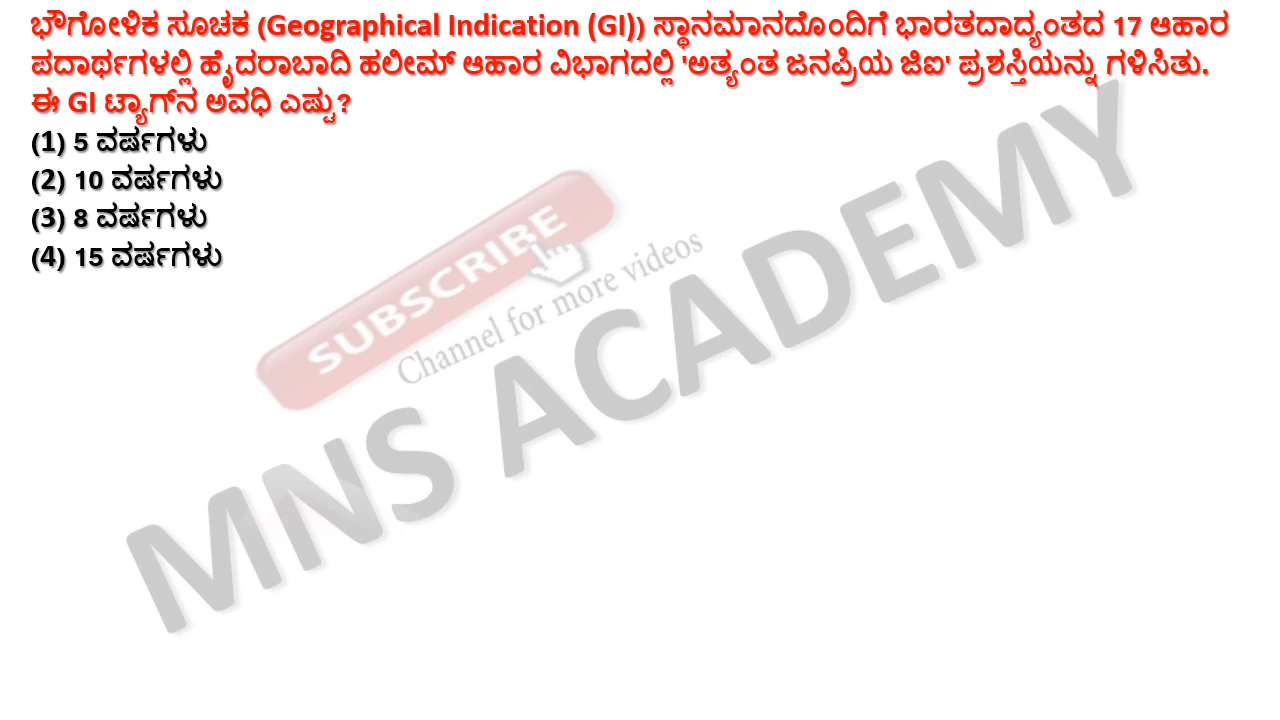 ಭೌಗೋಳಿಕ ಸೂಚಕ (Geographical Indication (GI)) ಸ್ಥಾನಮಾನದೊಂದಿಗೆ ಭಾರತದಾದ್ಯಂತದ 17 ಆಹಾರ
ಪದಾರ್ಥಗಳಲ್ಲಿ ಹೈದರಾಬಾದಿ ಹಲೀಮ್ ಆಹಾರ ವಿಭಾಗದಲ್ಲಿ 'ಅತ್ಯಂತ ಜನಪ್ರಿಯ ಜಿಐ' ಪ್ರಶಸ್ತಿಯನ್ನು ಗಳಿಸಿತು.
ಈ GI ಟ್ಯಾಗ್‌ನ ಅವಧಿ ಎಷ್ಟು?
(1) 5 ವರ್ಷಗಳು
(2) 10 ವರ್ಷಗಳು
(3) 8 ವರ್ಷಗಳು
(4) 15 ವರ್ಷಗಳು
SUBSCRIBE
Channel for more videos
MNS ACADEMY